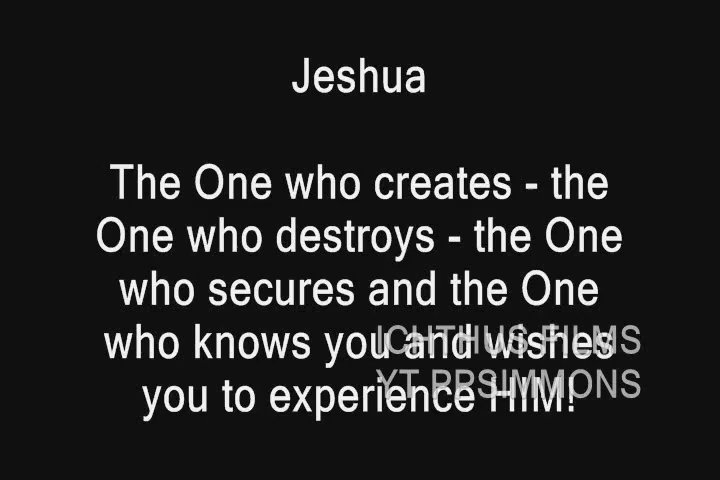 Jeshua
The One who creates - the
One who destroys - the One
who secures and the One
who knows you and wishes
you to experience HIM!
ICHTHUS FILMS
YT RRSIMMONS